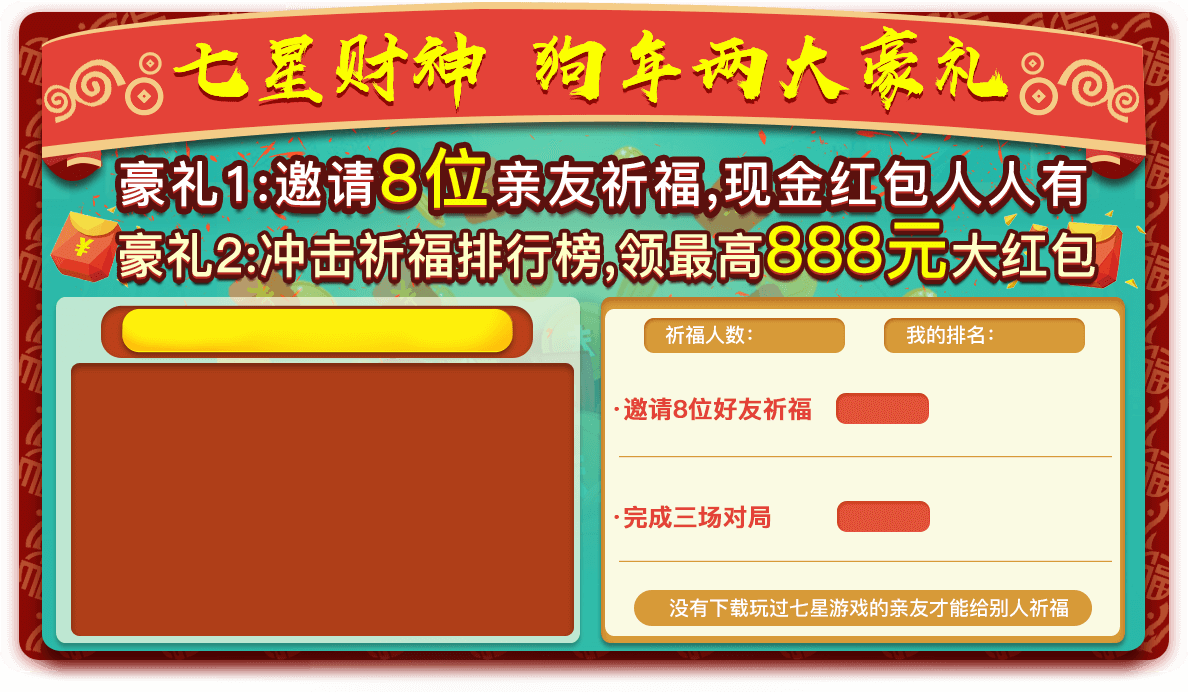 七星财神 狗年两大豪礼
豪礼1:邀请8位亲友祈福,现金红包人人有
豪礼2:冲击祈福排行榜,领最高888元大红包
祈福人数: 我的排名:
·邀请8位好友祈福
·完成三场对局
没有下载玩过七星游戏的亲友才能给别人祈福